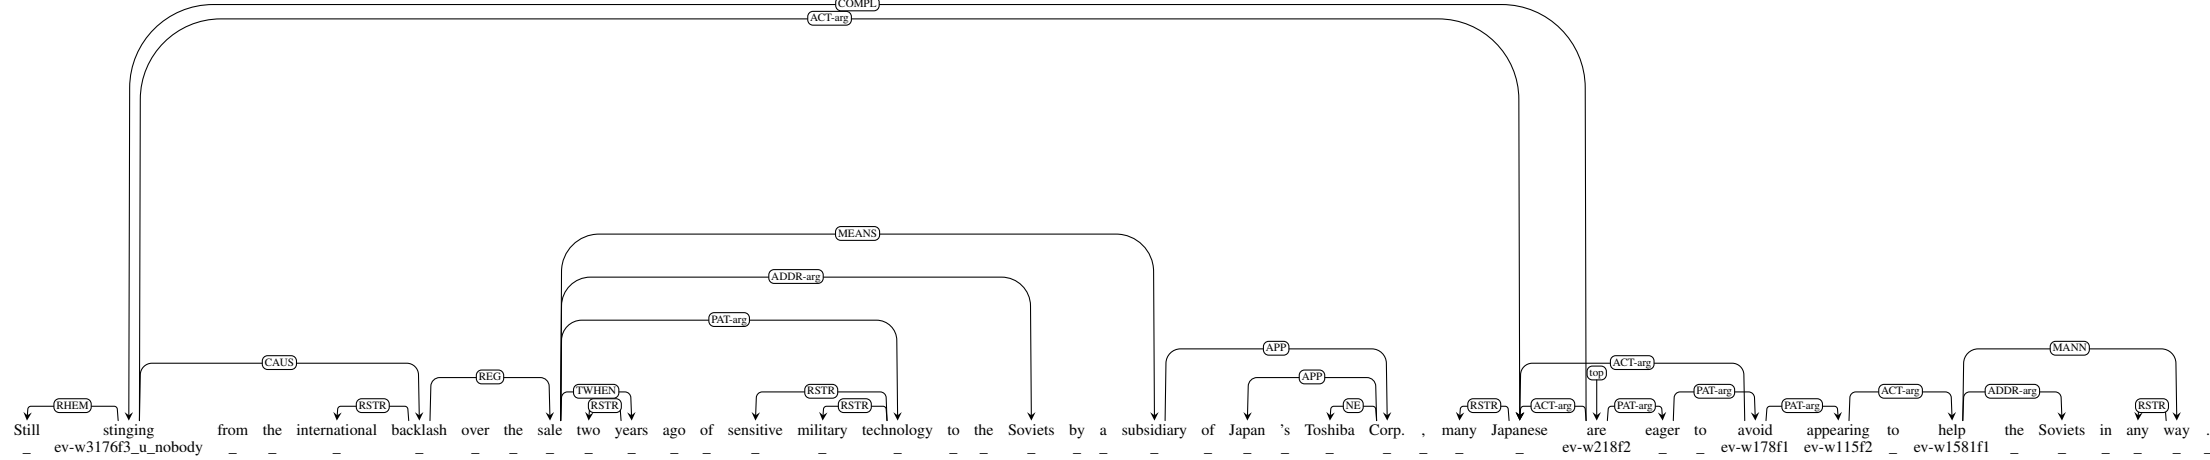 COMPL
ACT-arg
MEANS
ADDR-arg
PAT-arg
APP
MANN
CAUS
ACT-arg
top
REG
APP
TWHEN
RSTR
PAT-arg
ACT-arg
ADDR-arg
RHEM
RSTR
RSTR
RSTR
NE
RSTR
ACT-arg
PAT-arg
PAT-arg
RSTR
Still stinging from the international backlash over the sale two years ago of sensitive military technology to the Soviets by a subsidiary of Japan 's Toshiba Corp. , many Japanese are eager to avoid appearing to help the Soviets in any way .
_ ev-w3176f3_u_nobody _ _ _ _ _ _ _ _ _ _ _ _ _ _ _ _ _ _ _ _ _ _ _ _ _ _ _ _ ev-w218f2 _ _ ev-w178f1 ev-w115f2 _ ev-w1581f1 _ _ _ _ _ _